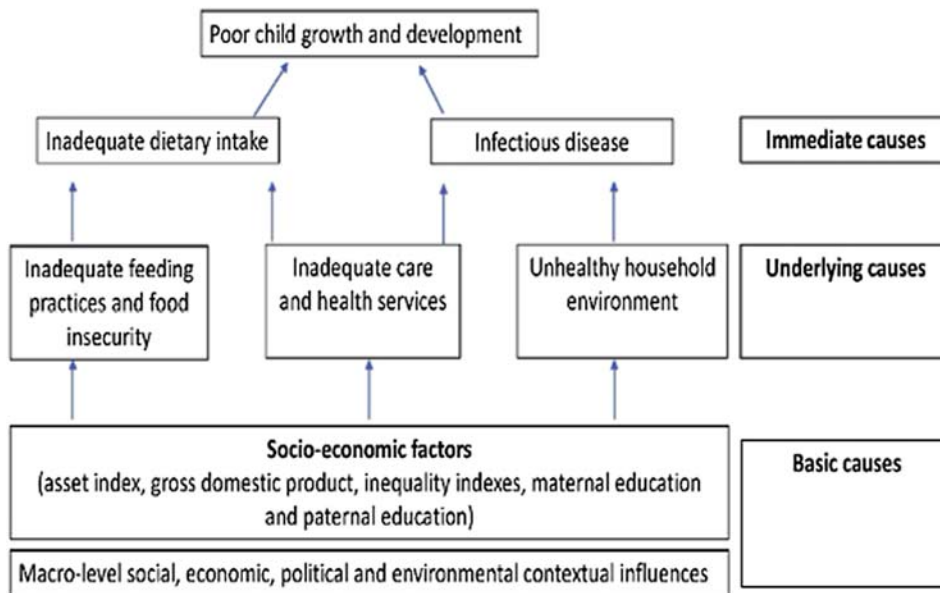 Poor child growth and development
Inadequate dietary intake
Infectious disease
Immediate causes
Inadequate feeding
practices and food
insecurity
Inadequate care
and health services
Unhealthy household
environment
Underlying causes
Socio-economic factors
(asset index, gross domestic product, inequality indexes, maternal education
and paternal education)
Basic causes
Macro-level social, economic, political and environmental contextual influences